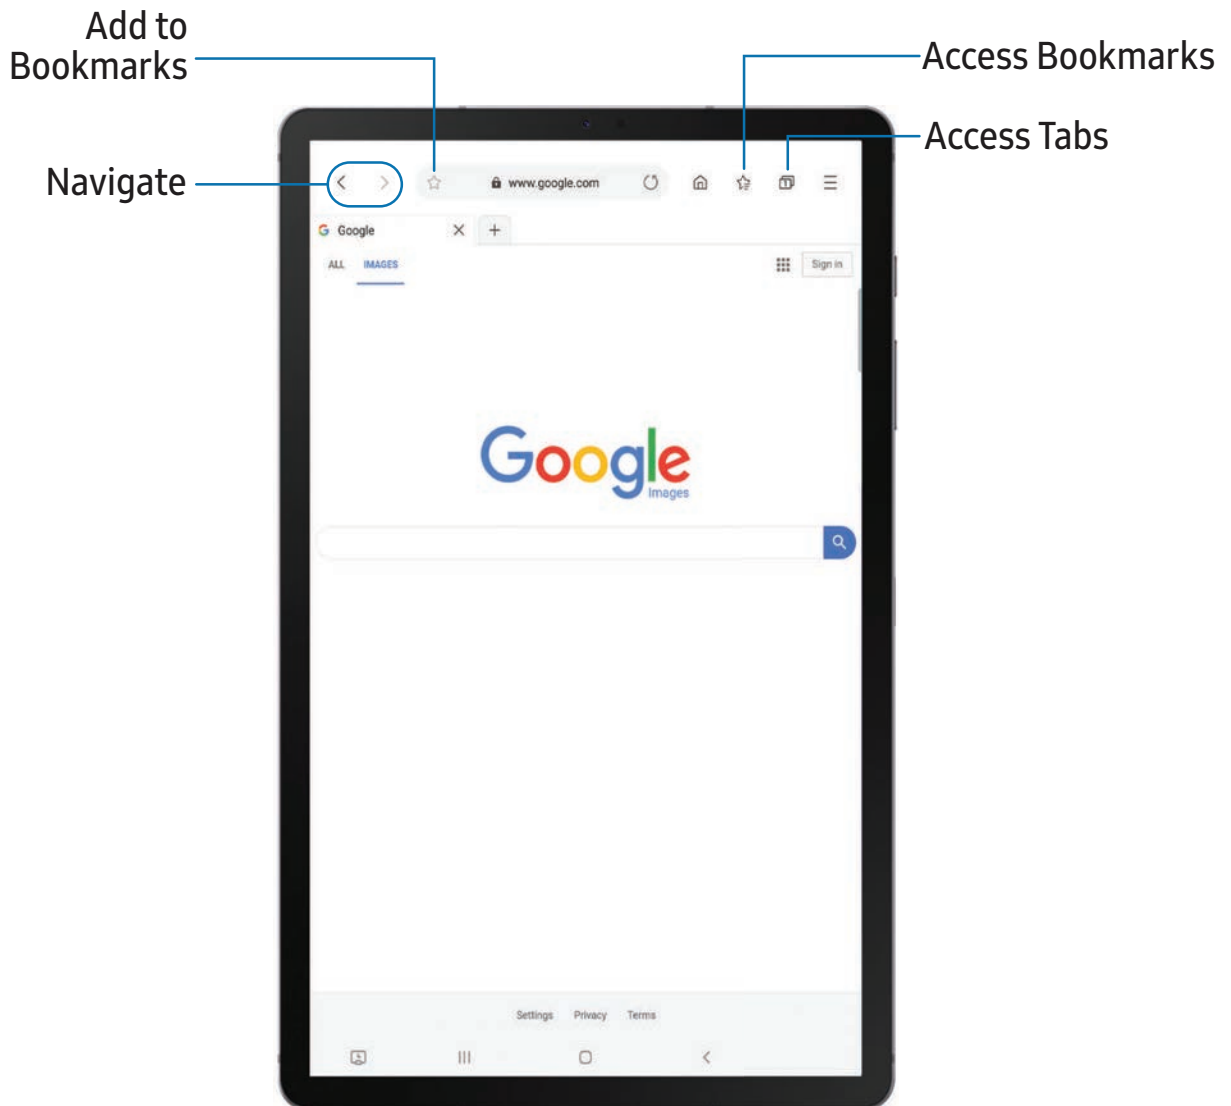 Add to
Bookmarks
Access Bookmarks
Access Tabs
Navigate
www.google.com
1
G Google
ALL IMAGES
Sign in
Google
Images
Settings Privacy Terms